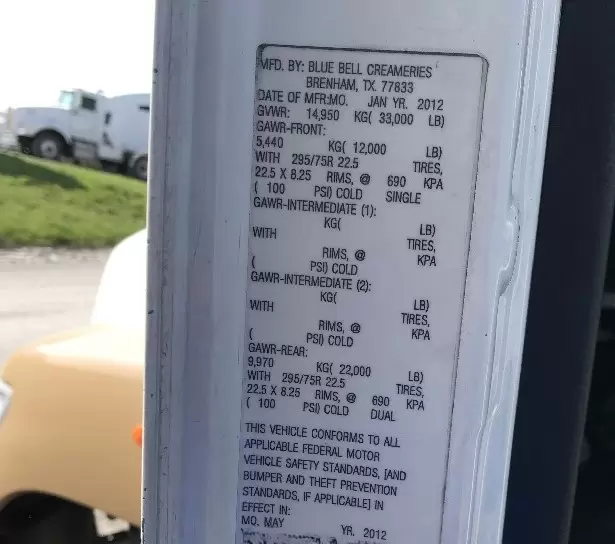 MFD. BY: BLUE BELL CREAMERIES
BRENHAM, TX. 77833
DATE OF MFR:MO. JAN YR. 2012
GVWR: 14,950 KG( 33,000 LB)
GAWR-FRONT:
5,440 KG( 12,000 LB)
WITH 295/75R 22.5 TIRES,
22.5 X 8.25 RIMS, @ 690 KPA
( 100 PSI) COLD SINGLE
GAWR-INTERMEDIATE (1):
KG( LB)
WITH TIRES,
RIMS, @ KPA
( PSI) COLD
GAWR-INTERMEDIATE (2):
KG( LB)
WITH TIRES,
RIMS, @ KPA
( PSI) COLD
GAWR-REAR:
9,970 KG( 22,000 LB)
WITH 295/75R 22.5 TIRES,
22.5 X 8.25 RIMS, @ 690 KPA
( 100 PSI) COLD DUAL
THIS VEHICLE CONFORMS TO ALL
APPLICABLE FEDERAL MOTOR
VEHICLE SAFETY STANDARDS, [AND
BUMPER AND THEFT PREVENTION
STANDARDS, IF APPLICABLE] IN
EFFECT IN:
MO. MAY YR. 2012